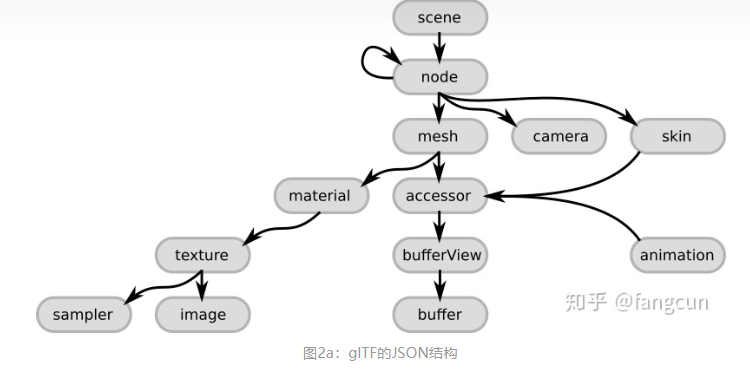 scene
node
mesh
camera
skin
material
accessor
texture
bufferView
animation
sampler
image
buffer
知乎 @fangcun
图2a：glTF的JSON结构